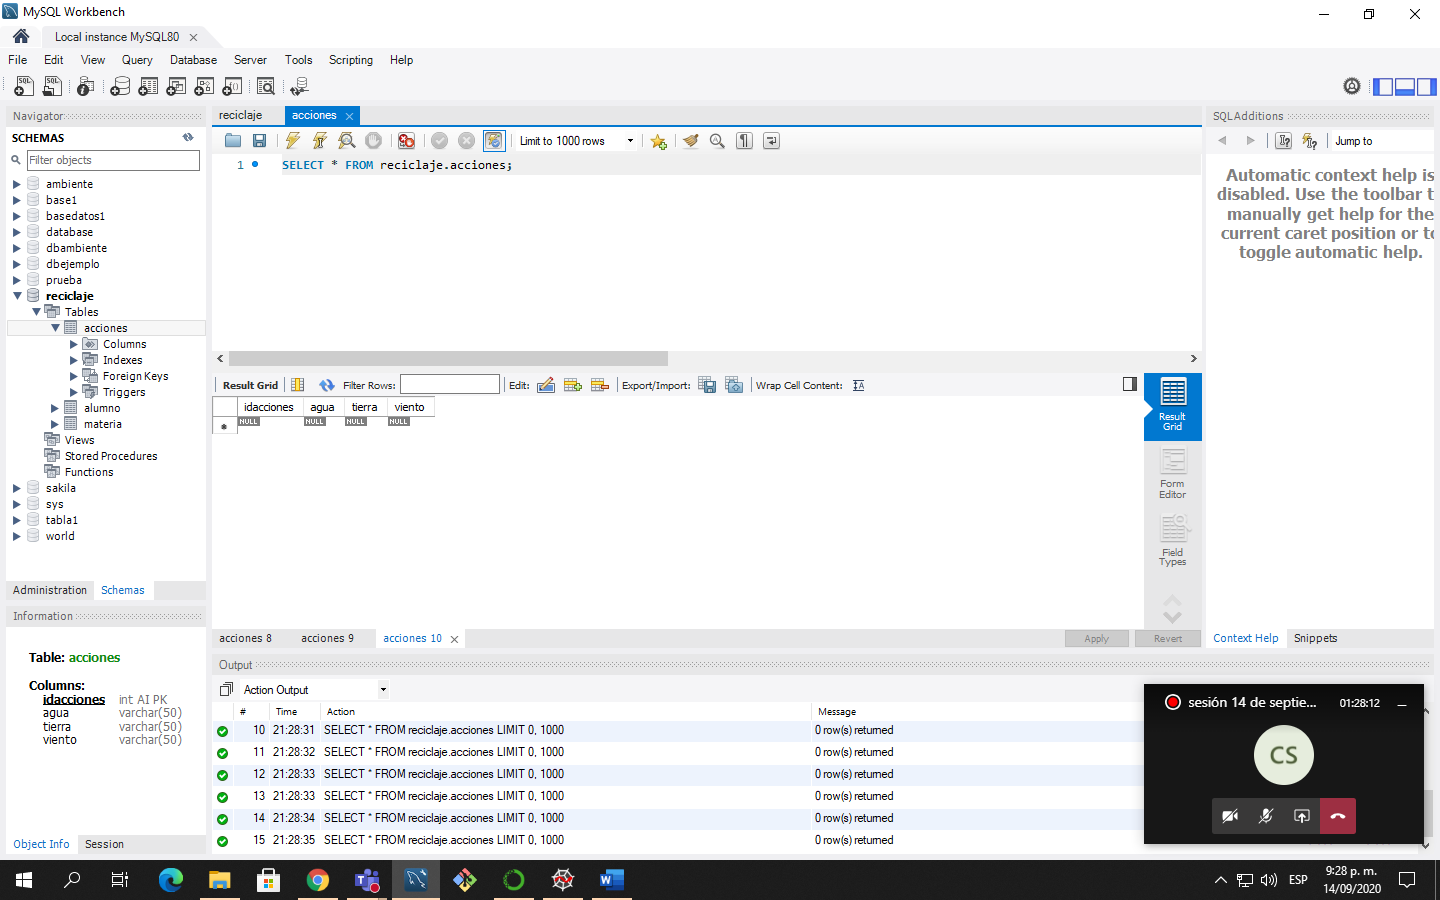 MySQL Workbench
Local instance MySQL80
File Edit View Query Database Server Tools Scripting Help
Navigator
SCHEMAS
Filter objects
ambiente
base1
basedatos1
database
dbambiente
dbejemplo
prueba
reciclaje
Tables
acciones
Columns
Indexes
Foreign Keys
Triggers
alumno
materia
Views
Stored Procedures
Functions
sakila
sys
tabla1
world
Administration Schemas
Information
Table: acciones
Columns:
idacciones int AI PK
agua varchar(50)
tierra varchar(50)
viento varchar(50)
Object Info Session
reciclaje acciones
Limit to 1000 rows
1 SELECT * FROM reciclaje.acciones;
Result Grid Filter Rows: Edit: Export/Import: Wrap Cell Content:
idacciones agua tierra viento
NULL NULL NULL NULL
Result
Grid
Form
Editor
Field
Types
acciones 8 acciones 9 acciones 10 Apply Revert
Output
Action Output
# Time Action Message
10 21:28:31 SELECT * FROM reciclaje.acciones LIMIT 0, 1000 0 row(s) returned
11 21:28:32 SELECT * FROM reciclaje.acciones LIMIT 0, 1000 0 row(s) returned
12 21:28:33 SELECT * FROM reciclaje.acciones LIMIT 0, 1000 0 row(s) returned
13 21:28:33 SELECT * FROM reciclaje.acciones LIMIT 0, 1000 0 row(s) returned
14 21:28:34 SELECT * FROM reciclaje.acciones LIMIT 0, 1000 0 row(s) returned
15 21:28:35 SELECT * FROM reciclaje.acciones LIMIT 0, 1000 0 row(s) returned
SQLAdditions
Jump to
Automatic context help is
disabled. Use the toolbar t
manually get help for the
current caret position or to
toggle automatic help.
Context Help Snippets
sesión 14 de septie... 01:28:12
CS
ESP
9:28 p. m.
14/09/2020